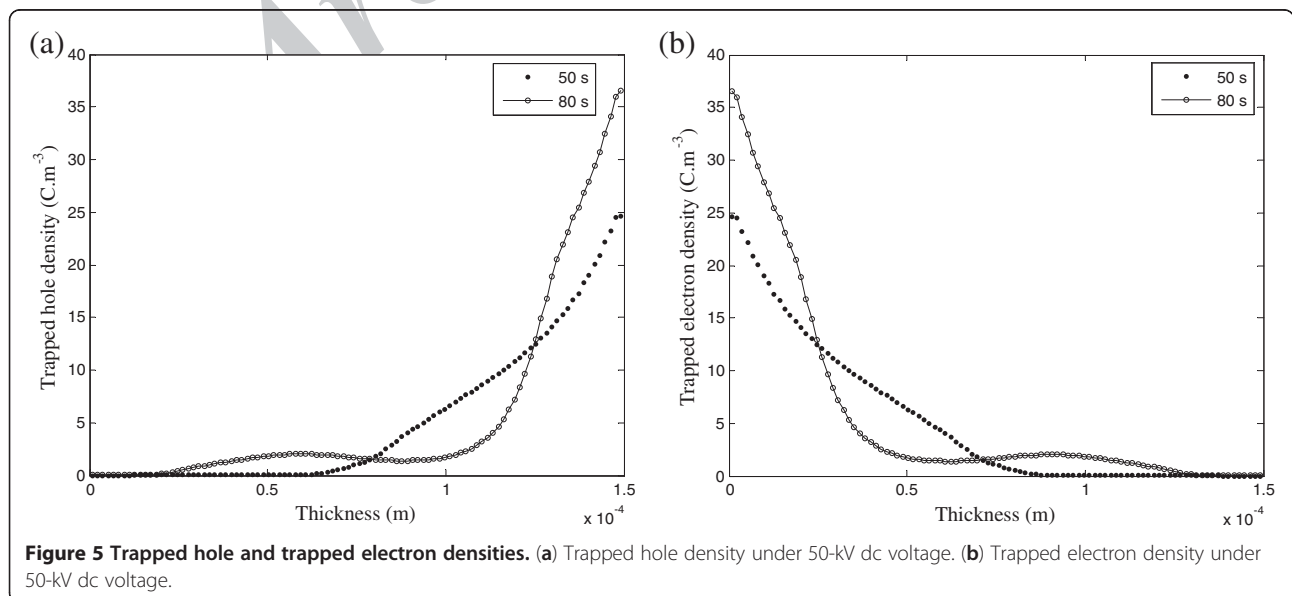 (a)
40
35
30
25
20
15
10
5
0
Trapped hole density (C.m-3)
50 s
80 s
0 0.5 1 1.5
Thickness (m)
x 10-4
(b)
40
35
30
25
20
15
10
5
0
Trapped electron density (C.m-3)
50 s
80 s
0 0.5 1 1.5
Thickness (m)
x 10-4
Figure 5 Trapped hole and trapped electron densities. (a) Trapped hole density under 50-kV dc voltage. (b) Trapped electron density under
50-kV dc voltage.